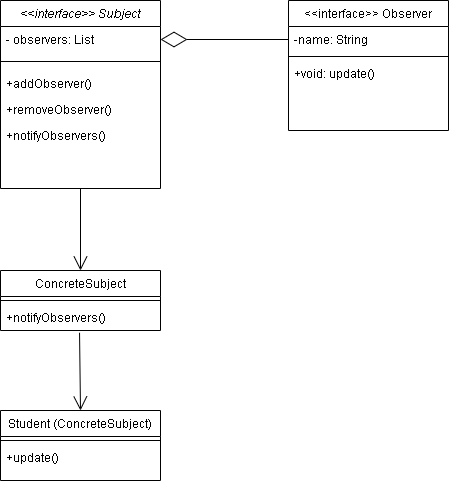 <<interface>> Subject
- observers: List
+addObserver()
+removeObserver()
+notifyObservers()
<<interface>> Observer
-name: String
+void: update()
ConcreteSubject
+notifyObservers()
Student (ConcreteSubject)
+update()